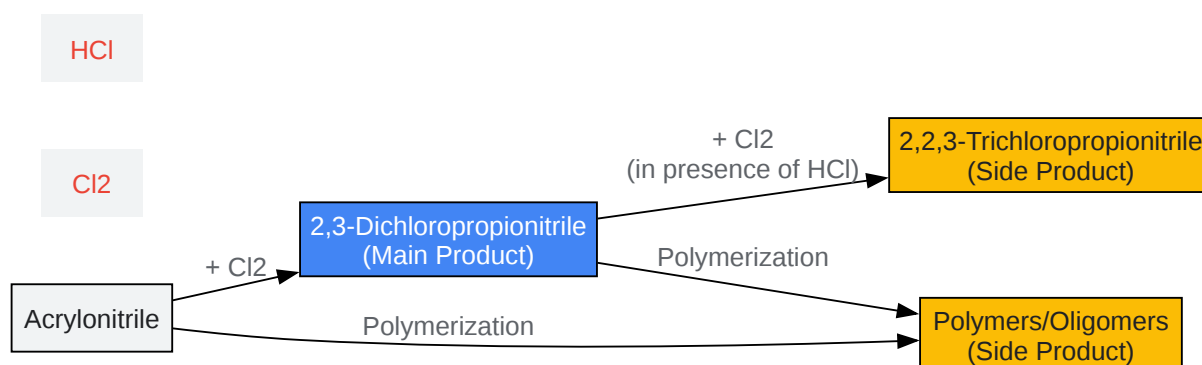 HCl
Cl2
Acrylonitrile
+ Cl2
2,3-Dichloropropionitrile
(Main Product)
+ Cl2
(in presence of HCl)
2,2,3-Trichloropropionitrile
(Side Product)
Polymerization
Polymerization
Polymers/Oligomers
(Side Product)